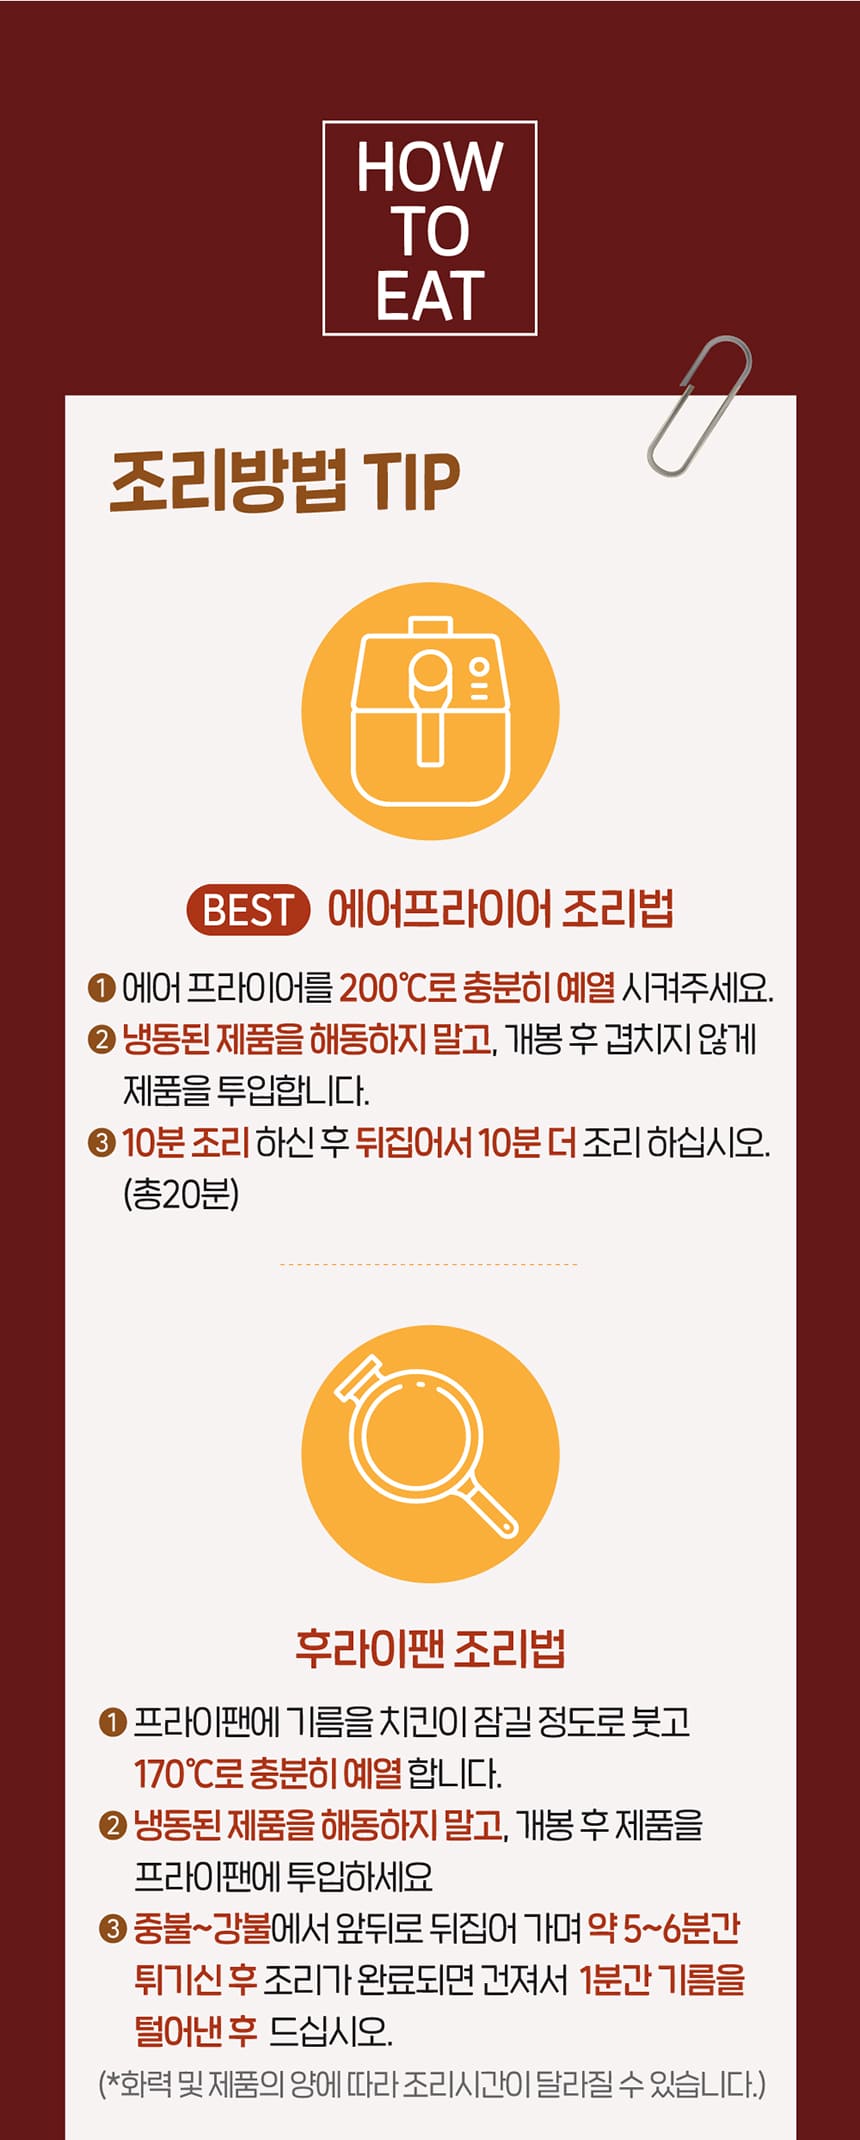 HOW
TO
EAT
조리방법 TIP
BEST 에어프라이어 조리법
1 에어 프라이어를 200℃로 충분히 예열 시켜주세요.
2 냉동된 제품을 해동하지 말고, 개봉 후 겹치지 않게
제품을 투입합니다.
3 10분 조리 하신 후 뒤집어서 10분 더 조리 하십시오.
(총20분)
후라이팬 조리법
1 프라이팬에 기름을 치킨이 잠길 정도로 붓고
170℃로 충분히 예열 합니다.
2 냉동된 제품을 해동하지 말고, 개봉 후 제품을
프라이팬에 투입하세요
3 중불~강불에서 앞뒤로 뒤집어 가며 약 5~6분간
튀기신 후 조리가 완료되면 건져서 1분간 기름을
털어낸 후 드십시오.
(*화력 및 제품의 양에 따라 조리시간이 달라질 수 있습니다.)